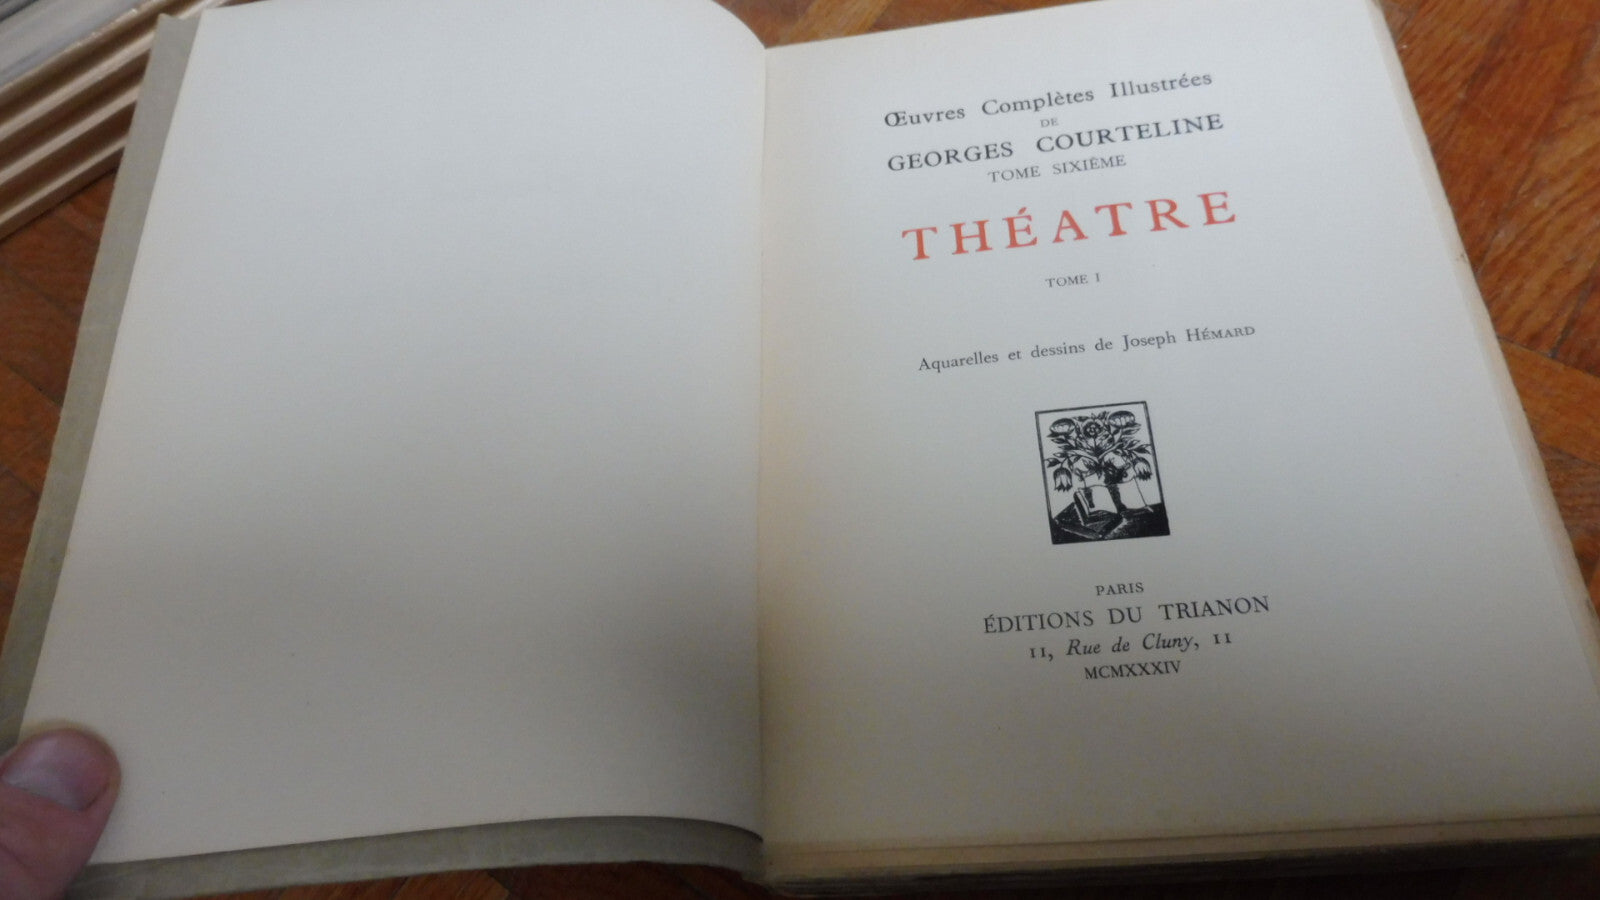 Œuvres Complètes Illustrées
DE
GEORGES COURTELINE
TOME SIXIÈME
THÉATRE
TOME I
Aquarelles et dessins de Joseph HÉMARD
PARIS
ÉDITIONS DU TRIANON
11, Rue de Cluny, 11
MCMXXXIV